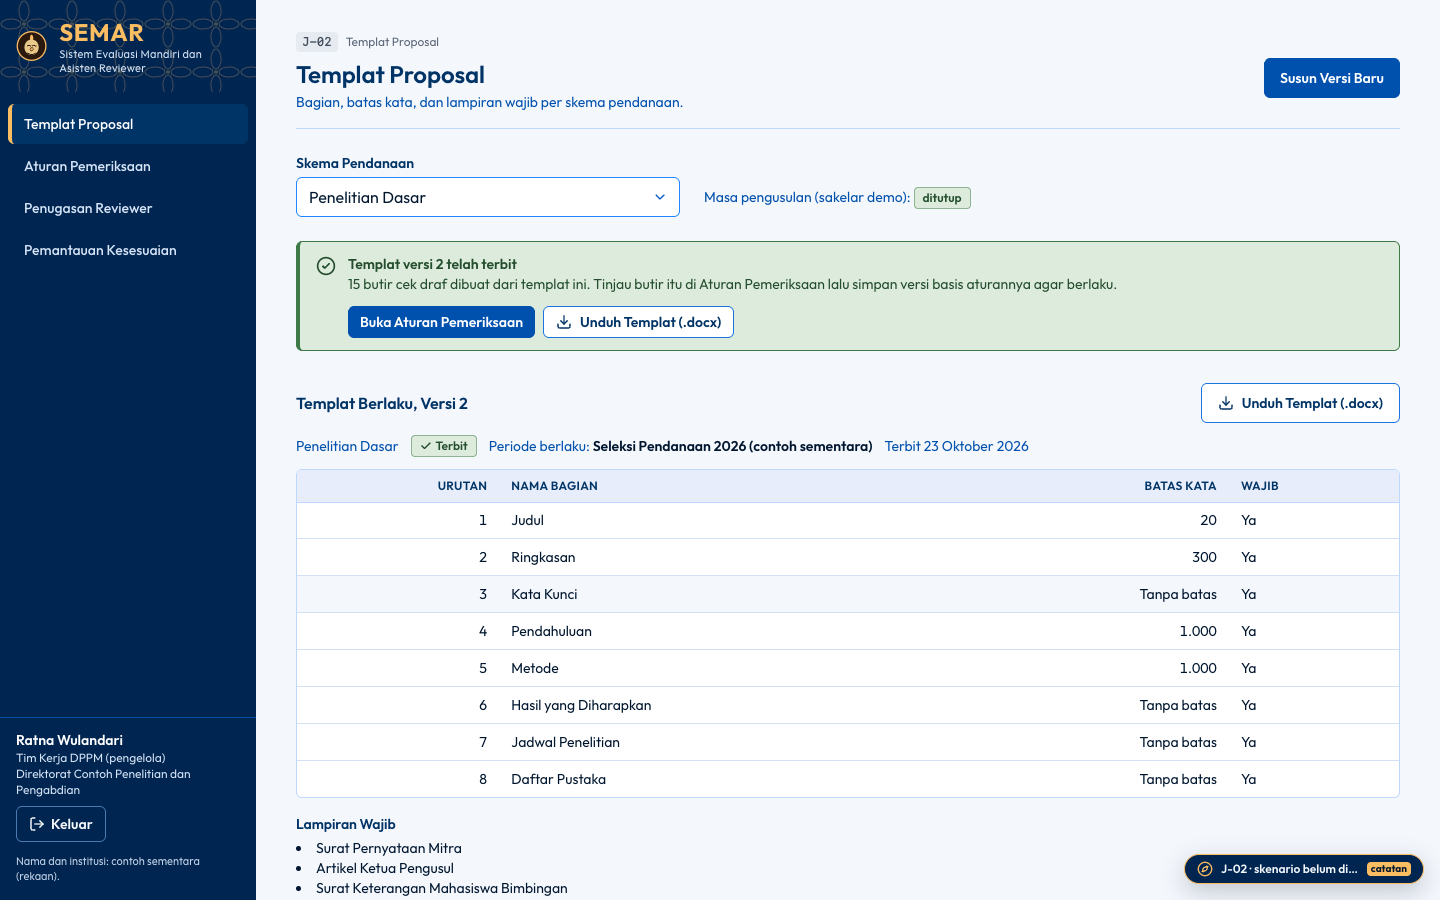 SEMAR
Sistem Evaluasi Mandiri dan
Asisten Reviewer
Templat Proposal
Aturan Pemeriksaan
Penugasan Reviewer
Pemantauan Kesesuaian
Ratna Wulandari
Tim Kerja DPPM (pengelola)
Direktorat Contoh Penelitian dan
Pengabdian
Keluar
Nama dan institusi: contoh sementara
(rekaan).
J-02 Templat Proposal
Templat Proposal
Bagian, batas kata, dan lampiran wajib per skema pendanaan.
Susun Versi Baru
Skema Pendanaan
Penelitian Dasar
Masa pengusulan (sakelar demo): ditutup
Templat versi 2 telah terbit
15 butir cek draf dibuat dari templat ini. Tinjau butir itu di Aturan Pemeriksaan lalu simpan versi basis aturannya agar berlaku.
Buka Aturan Pemeriksaan Unduh Templat (.docx)
Templat Berlaku, Versi 2
Unduh Templat (.docx)
Penelitian Dasar Terbit Periode berlaku: Seleksi Pendanaan 2026 (contoh sementara) Terbit 23 Oktober 2026
URUTAN NAMA BAGIAN BATAS KATA WAJIB
1 Judul 20 Ya
2 Ringkasan 300 Ya
3 Kata Kunci Tanpa batas Ya
4 Pendahuluan 1.000 Ya
5 Metode 1.000 Ya
6 Hasil yang Diharapkan Tanpa batas Ya
7 Jadwal Penelitian Tanpa batas Ya
8 Daftar Pustaka Tanpa batas Ya
Lampiran Wajib
Surat Pernyataan Mitra
Artikel Ketua Pengusul
Surat Keterangan Mahasiswa Bimbingan
J-02 · skenario belum di... catatan